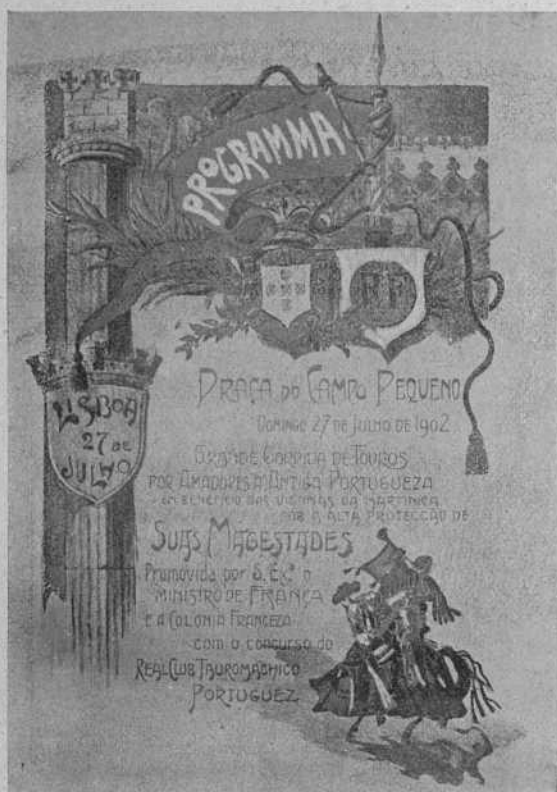 PROGRAMMA
LISBOA
27 DE
JULHO
PRAÇA DO CAMPO PEQUENO
DOMINGO 27 DE JULHO DE 1902
GRANDE CORRIDA DE TOUROS
POR AMADORES A' ANTIGA PORTUGUEZA
EM BENEFICIO DAS VICTIMAS DA MARTINICA
SOB A ALTA PROTECÇÃO DE
SUAS MAGESTADES
Promovida por S. Exª o
MINISTRO DE FRANÇA
E A COLONIA FRANCEZA
com o concurso do
REAL CLUB TAUROMACHICO
PORTUGUEZ